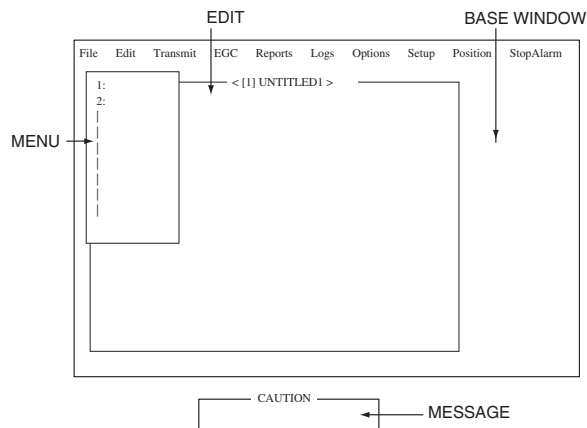 EDIT BASE WINDOW
File Edit Transmit EGC Reports Logs Options Setup Position StopAlarm
< [1] UNTITLED1 >
1:
2:
MENU
CAUTION
MESSAGE